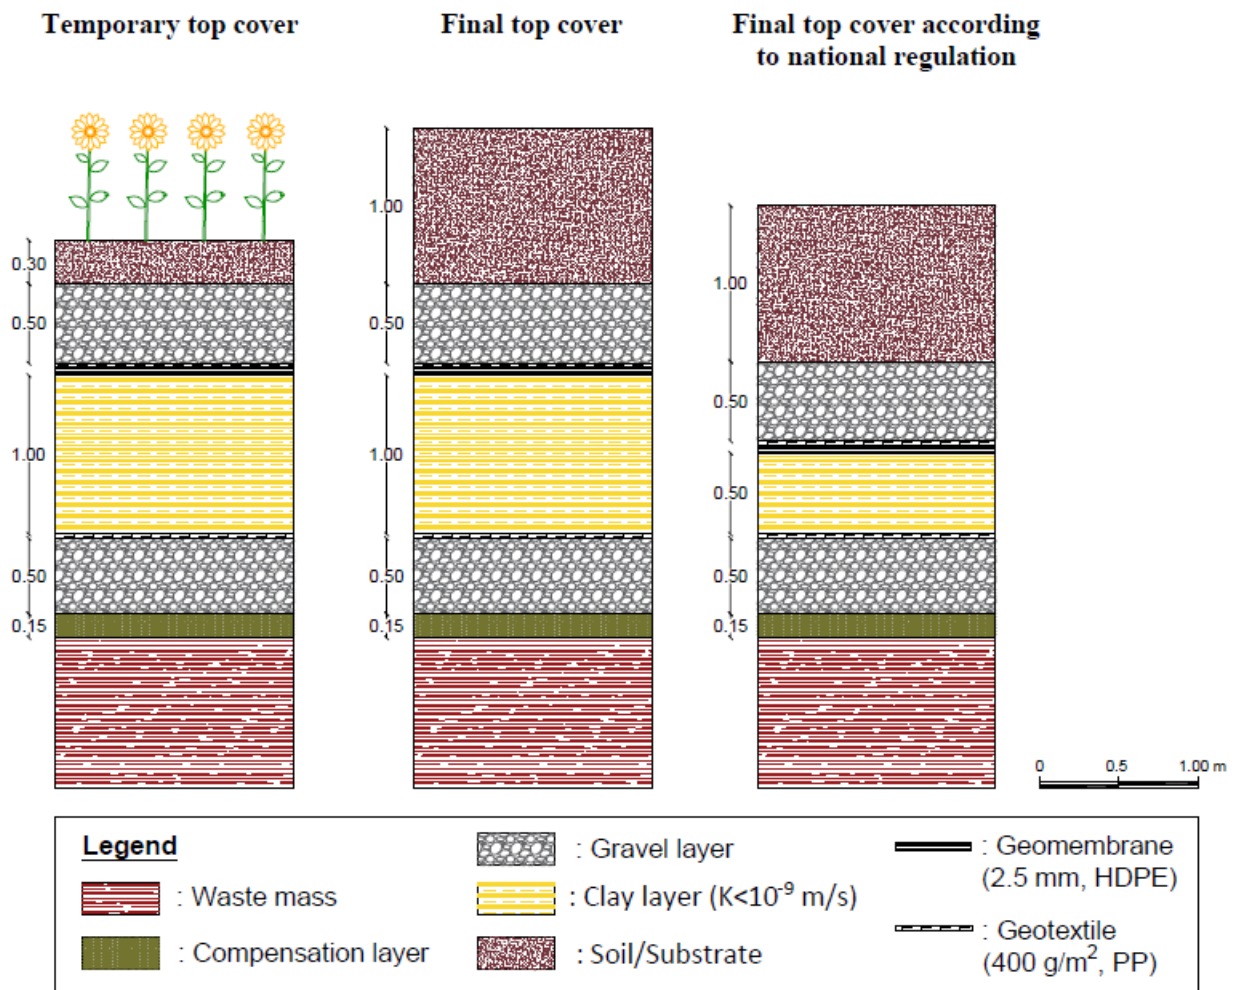 Temporary top cover
Final top cover
Final top cover according
to national regulation
0.30
0.50
1.00
0.50
0.15
1.00
0.50
1.00
0.50
0.15
1.00
0.50
0.50
0.50
0.15
0 0.5 1.00 m
Legend
: Waste mass
: Compensation layer
: Gravel layer
: Clay layer (K<10⁻⁹ m/s)
: Soil/Substrate
: Geomembrane
(2.5 mm, HDPE)
: Geotextile
(400 g/m², PP)